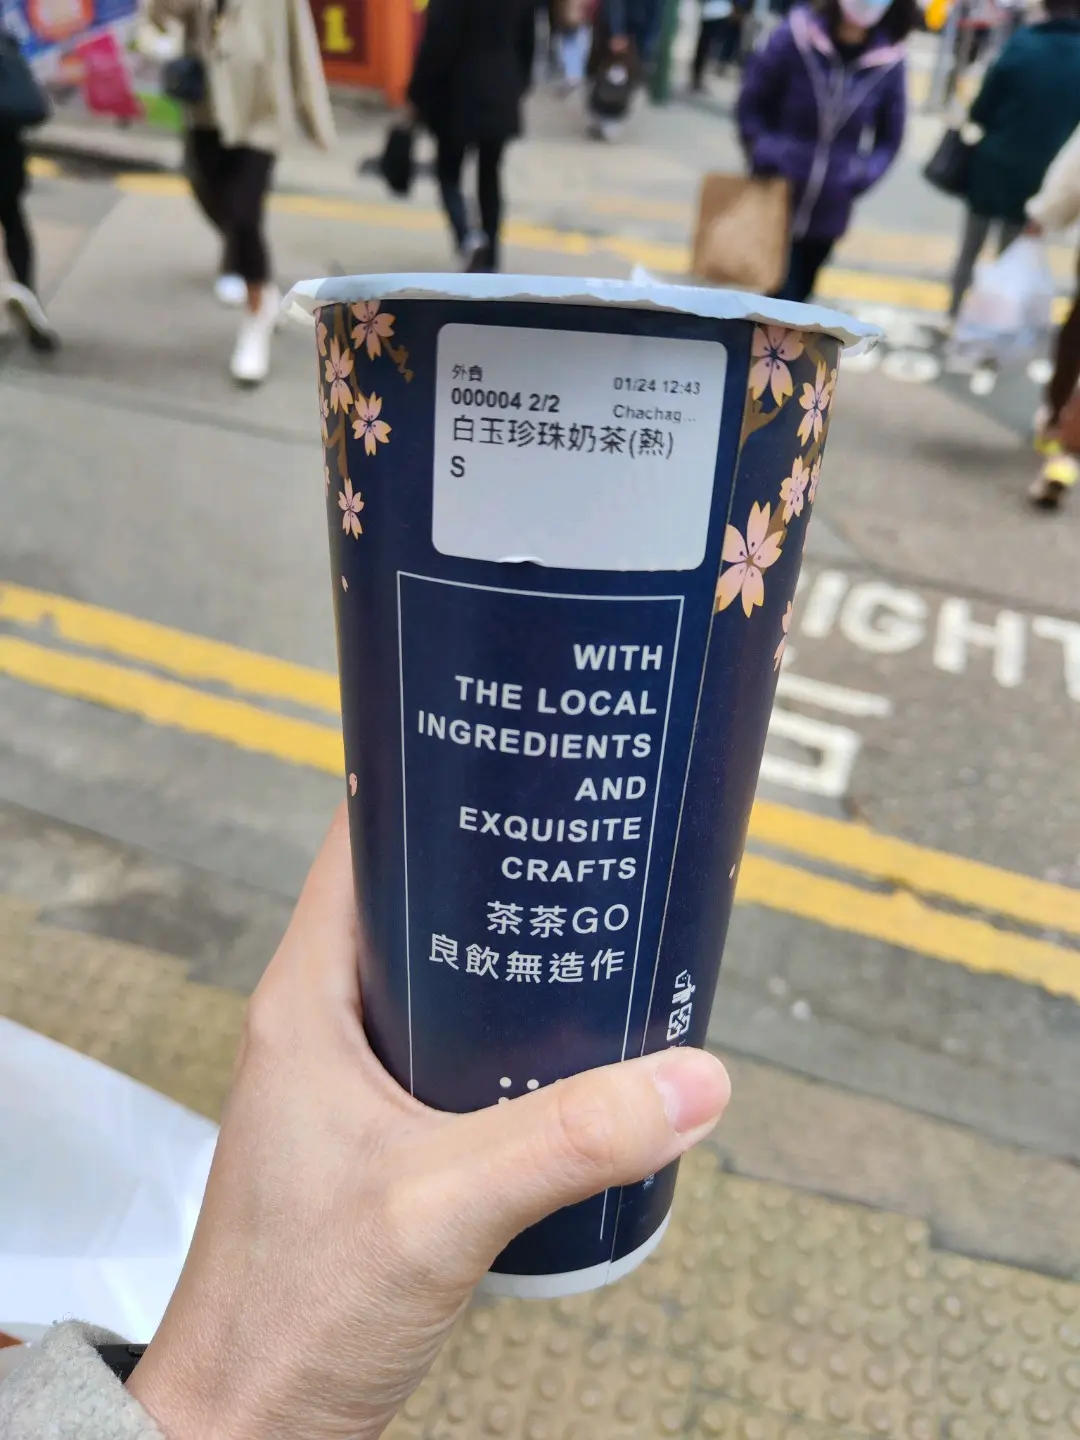 外賣
01/24 12:43
000004 2/2
Chachag...
白玉珍珠奶茶(熱)
S
WITH
THE LOCAL
INGREDIENTS
AND
EXQUISITE
CRAFTS
茶茶GO
良飲無造作